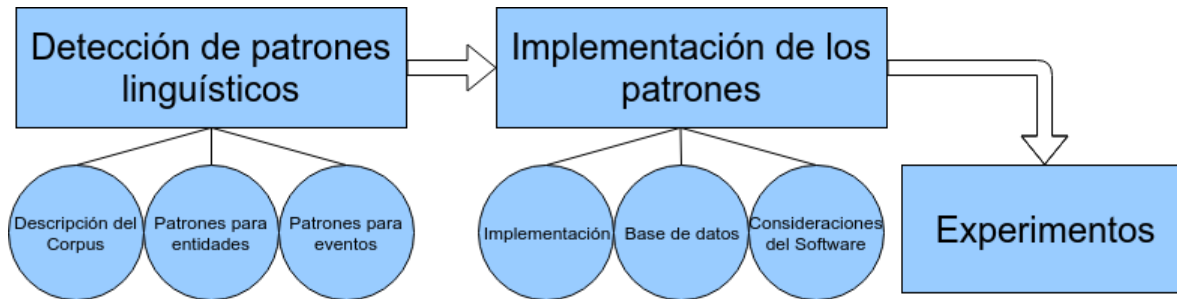 Detección de patrones
linguísticos
Implementación de los
patrones
Descripción del
Corpus
Patrones para
entidades
Patrones para
eventos
Implementación
Base de datos
Consideraciones
del Software
Experimentos